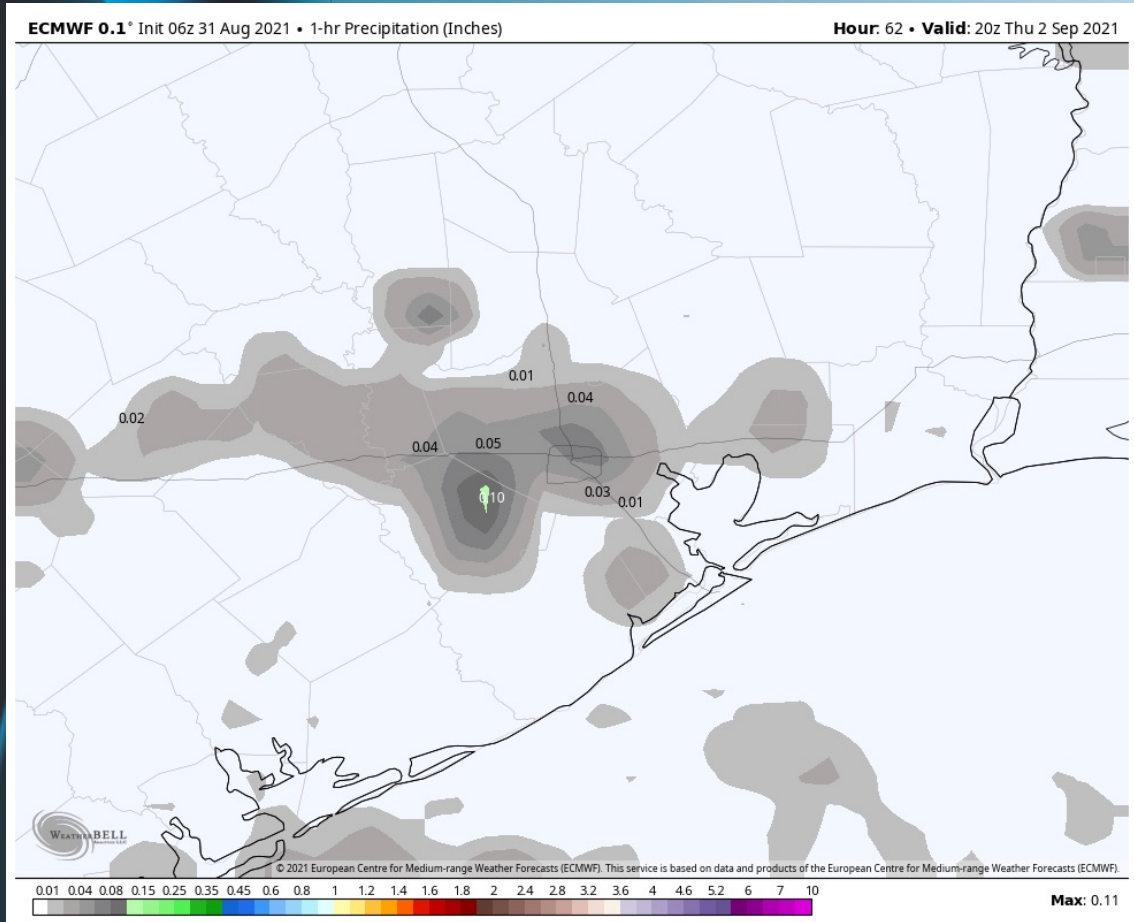 ECMWF 0.1° Init 06z 31 Aug 2021 • 1-hr Precipitation (Inches)
Hour: 62 • Valid: 20z Thu 2 Sep 2021
0.01
0.02
0.04
0.04
0.05
0.10
0.03
0.01
WEATHERBELL
© 2021 European Centre for Medium-range Weather Forecasts (ECMWF). This service is based on data and products of the European Centre for Medium-range Weather Forecasts (ECMWF).
0.01 0.04 0.08 0.15 0.25 0.35 0.45 0.6 0.8 1 1.2 1.4 1.6 1.8 2 2.4 2.8 3.2 3.6 4 4.6 5.2 6 7 10
Max: 0.11